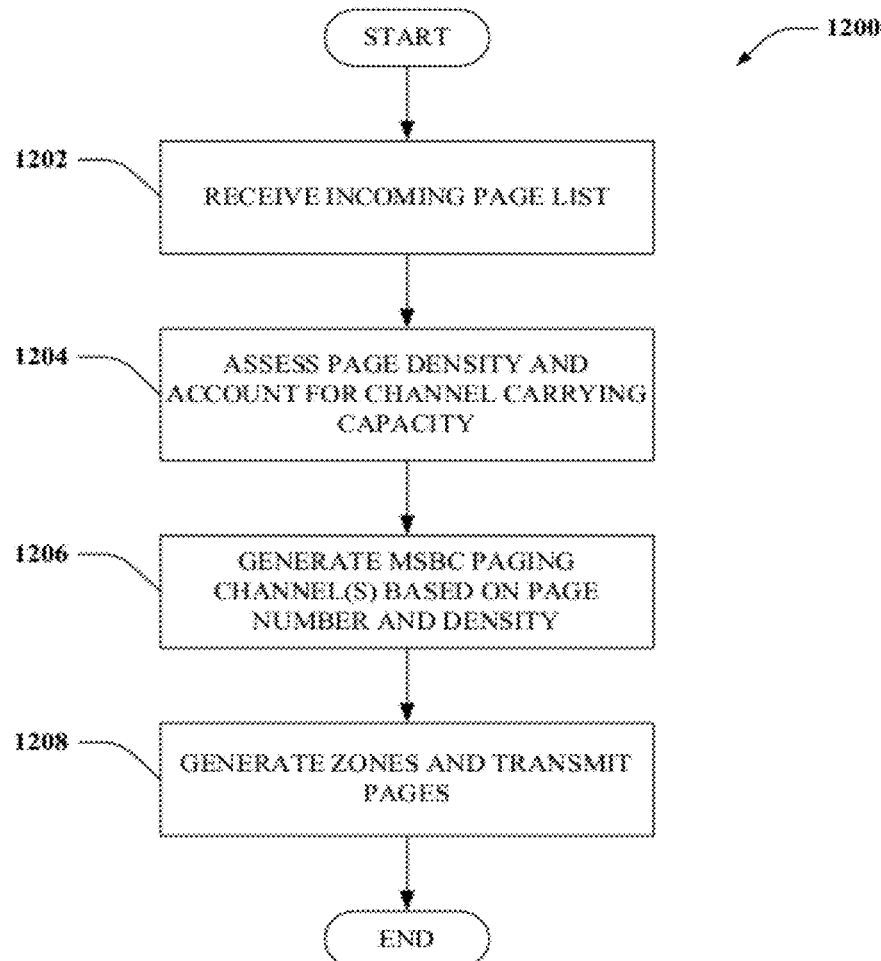 START
1200
1202
RECEIVE INCOMING PAGE LIST
1204
ASSESS PAGE DENSITY AND
ACCOUNT FOR CHANNEL CARRYING
CAPACITY
1206
GENERATE MSBC PAGING
CHANNEL(S) BASED ON PAGE
NUMBER AND DENSITY
1208
GENERATE ZONES AND TRANSMIT
PAGES
END